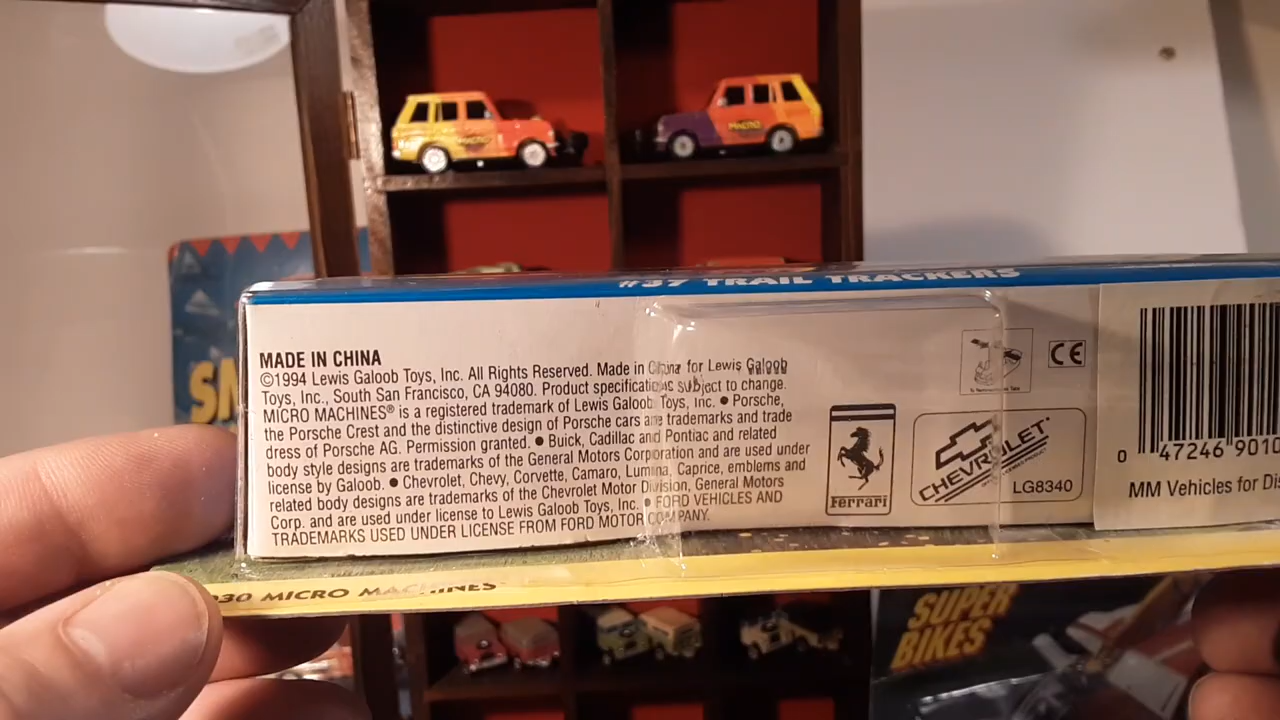 MICRO
MICRO
SN
#37 TRAIL TRACKERS
MADE IN CHINA
©1994 Lewis Galoob Toys, Inc. All Rights Reserved. Made in China for Lewis Galoob
Toys, Inc., South San Francisco, CA 94080. Product specifications subject to change.
MICRO MACHINES® is a registered trademark of Lewis Galoob Toys, Inc. ● Porsche,
the Porsche Crest and the distinctive design of Porsche cars are trademarks and trade
dress of Porsche AG. Permission granted. ● Buick, Cadillac and Pontiac and related
body style designs are trademarks of the General Motors Corporation and are used under
license by Galoob. ● Chevrolet, Chevy, Corvette, Camaro, Lumina, Caprice, emblems and
related body designs are trademarks of the Chevrolet Motor Division, General Motors
Corp. and are used under license to Lewis Galoob Toys, Inc. ● FORD VEHICLES AND
TRADEMARKS USED UNDER LICENSE FROM FORD MOTOR COMPANY.
Ferrari
CHEVROLET
LG8340
CE
0 47246 9010
MM Vehicles for Dis
30 MICRO MACHINES
SUPER
BIKES